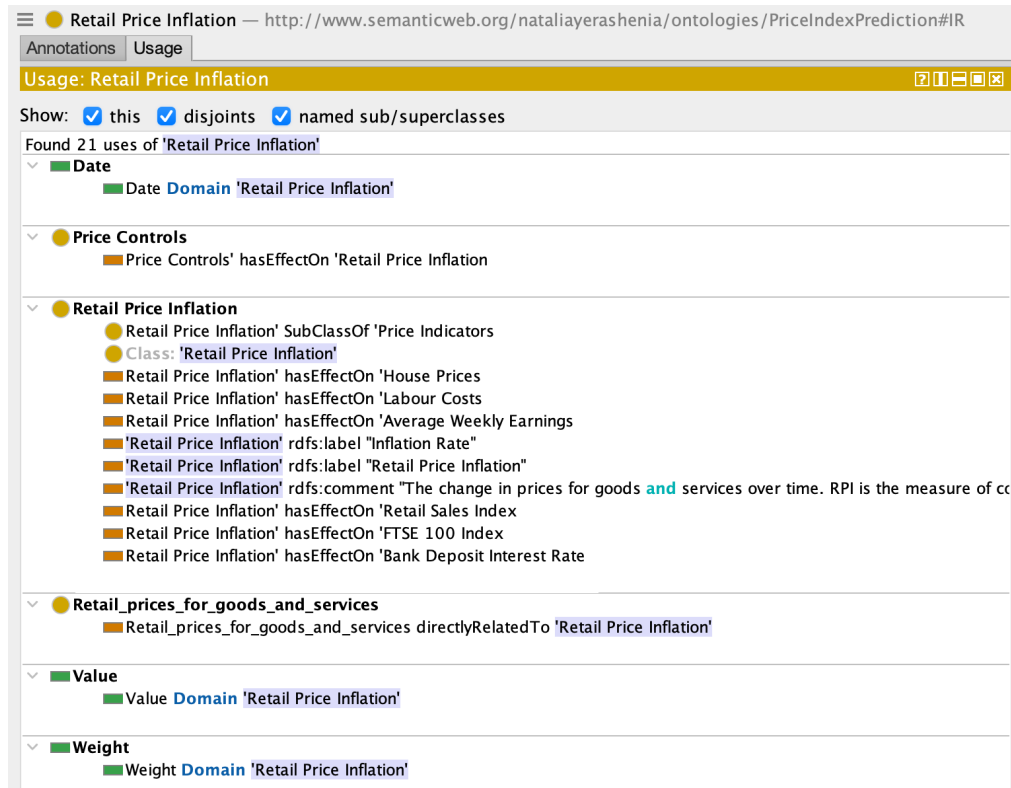 Retail Price Inflation — http://www.semanticweb.org/nataliayerashenia/ontologies/PriceIndexPrediction#IR
Annotations Usage
Usage: Retail Price Inflation
Show: this disjoints named sub/superclasses
Found 21 uses of 'Retail Price Inflation'
Date
Date Domain 'Retail Price Inflation'
Price Controls
Price Controls' hasEffectOn 'Retail Price Inflation
Retail Price Inflation
Retail Price Inflation' SubClassOf 'Price Indicators
Class: 'Retail Price Inflation'
Retail Price Inflation' hasEffectOn 'House Prices
Retail Price Inflation' hasEffectOn 'Labour Costs
Retail Price Inflation' hasEffectOn 'Average Weekly Earnings
'Retail Price Inflation' rdfs:label "Inflation Rate"
'Retail Price Inflation' rdfs:label "Retail Price Inflation"
'Retail Price Inflation' rdfs:comment "The change in prices for goods and services over time. RPI is the measure of
Retail Price Inflation' hasEffectOn 'Retail Sales Index
Retail Price Inflation' hasEffectOn 'FTSE 100 Index
Retail Price Inflation' hasEffectOn 'Bank Deposit Interest Rate
Retail_prices_for_goods_and_services
Retail_prices_for_goods_and_services directlyRelatedTo 'Retail Price Inflation'
Value
Value Domain 'Retail Price Inflation'
Weight
Weight Domain 'Retail Price Inflation'